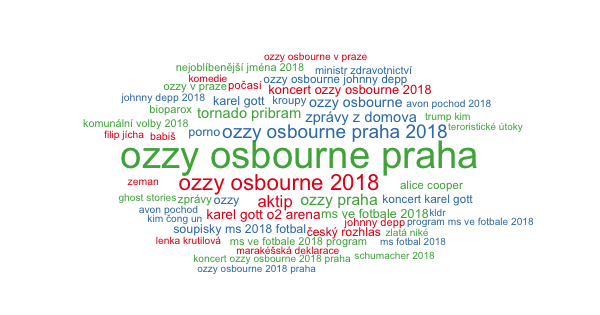 ozzy osbourne v praze
nejoblíbenější jména 2018
ministr zdravotnictví
komedie
ozzy osbourne johnny depp
ozzy v praze
počasí
koncert ozzy osbourne 2018
johnny depp 2018
karel gott
kroupy
ozzy osbourne
avon pochod 2018
bioparox
tornado pribram
zprávy z domova
trump kim
komunální volby 2018
filip jícha
babiš
porno
ozzy osbourne praha 2018
teroristické útoky
ozzy osbourne praha
zeman
ozzy osbourne 2018
alice cooper
ghost stories
zprávy
ozzy
aktip
ozzy praha
koncert karel gott
avon pochod
kim čong un
karel gott o2 arena
ms ve fotbale 2018
kldr
soupisky ms 2018 fotbal
johnny depp
program ms ve fotbale 2018
český rozhlas
zlatá niké
lenka krutilová
ms ve fotbale 2018 program
ms fotbal 2018
marakéšská deklarace
koncert ozzy osbourne 2018 praha
schumacher 2018
ozzy osbourne 2018 praha